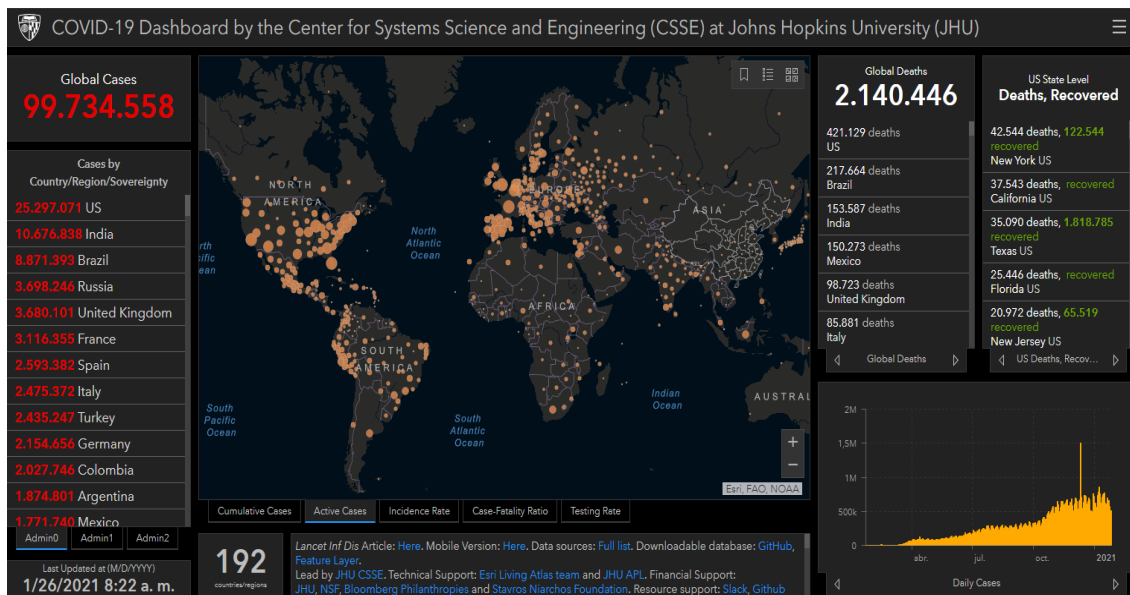 COVID-19 Dashboard by the Center for Systems Science and Engineering (CSSE) at Johns Hopkins University (JHU)
Global Cases
99.734.558
Cases by
Country/Region/Sovereignty
25.297.071 US
10.676.838 India
8.871.393 Brazil
3.698.246 Russia
3.680.101 United Kingdom
3.116.355 France
2.593.382 Spain
2.475.372 Italy
2.435.247 Turkey
2.154.656 Germany
2.027.746 Colombia
1.874.801 Argentina
1.771.740 Mexico
Admin0
Admin1
Admin2
Last Updated at (M/D/YYYY)
1/26/2021 8:22 a. m.
NORTH
AMERICA
EUROPE
ASIA
North
Atlantic
Ocean
rth
ific
ean
AFRICA
SOUTH
AMERICA
Indian
Ocean
AUSTRAL
South
Pacific
Ocean
South
Atlantic
Ocean
+
−
Esri, FAO, NOAA
Cumulative Cases
Active Cases
Incidence Rate
Case-Fatality Ratio
Testing Rate
192
countries/regions
Lancet Inf Dis Article: Here. Mobile Version: Here. Data sources: Full list. Downloadable database: GitHub,
Feature Layer.
Lead by JHU CSSE. Technical Support: Esri Living Atlas team and JHU APL. Financial Support:
JHU, NSF, Bloomberg Philanthropies and Stavros Niarchos Foundation. Resource support: Slack, Github
Global Deaths
2.140.446
421.129 deaths
US
217.664 deaths
Brazil
153.587 deaths
India
150.273 deaths
Mexico
98.723 deaths
United Kingdom
85.881 deaths
Italy
Global Deaths
US State Level
Deaths, Recovered
42.544 deaths, 122.544
recovered
New York US
37.543 deaths, recovered
California US
35.090 deaths, 1.818.785
recovered
Texas US
25.446 deaths, recovered
Florida US
20.972 deaths, 65.519
recovered
New Jersey US
US Deaths, Recov...
2M
1,5M
1M
500k
0
abr.
jul.
oct.
2021
Daily Cases